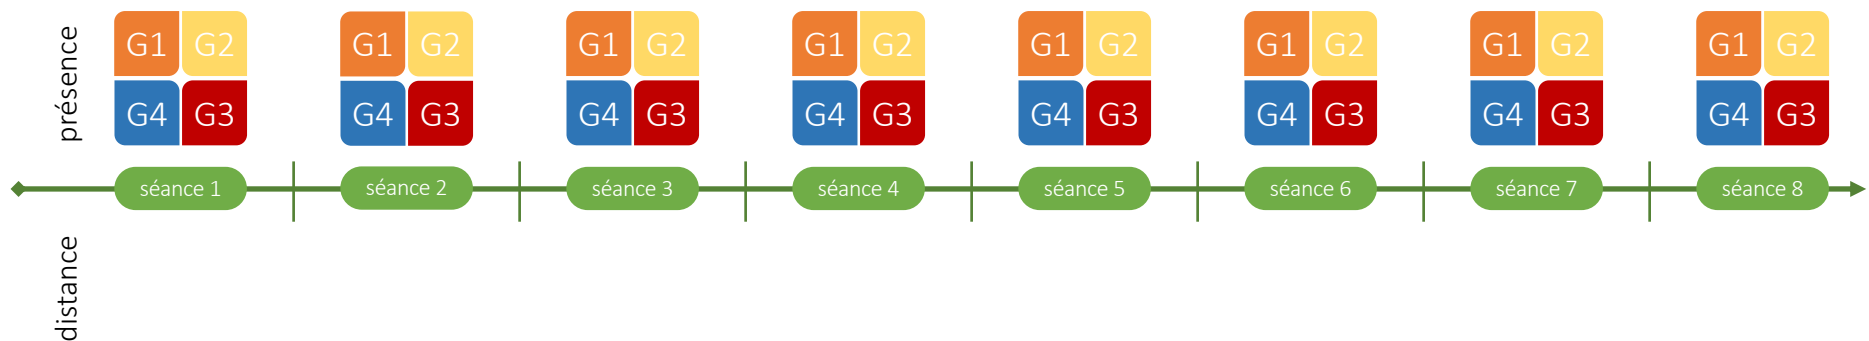 présence
G1 G2 G1 G2 G1 G2 G1 G2 G1 G2 G1 G2 G1 G2 G1 G2
G4 G3 G4 G3 G4 G3 G4 G3 G4 G3 G4 G3 G4 G3 G4 G3
séance 1 séance 2 séance 3 séance 4 séance 5 séance 6 séance 7 séance 8
distance